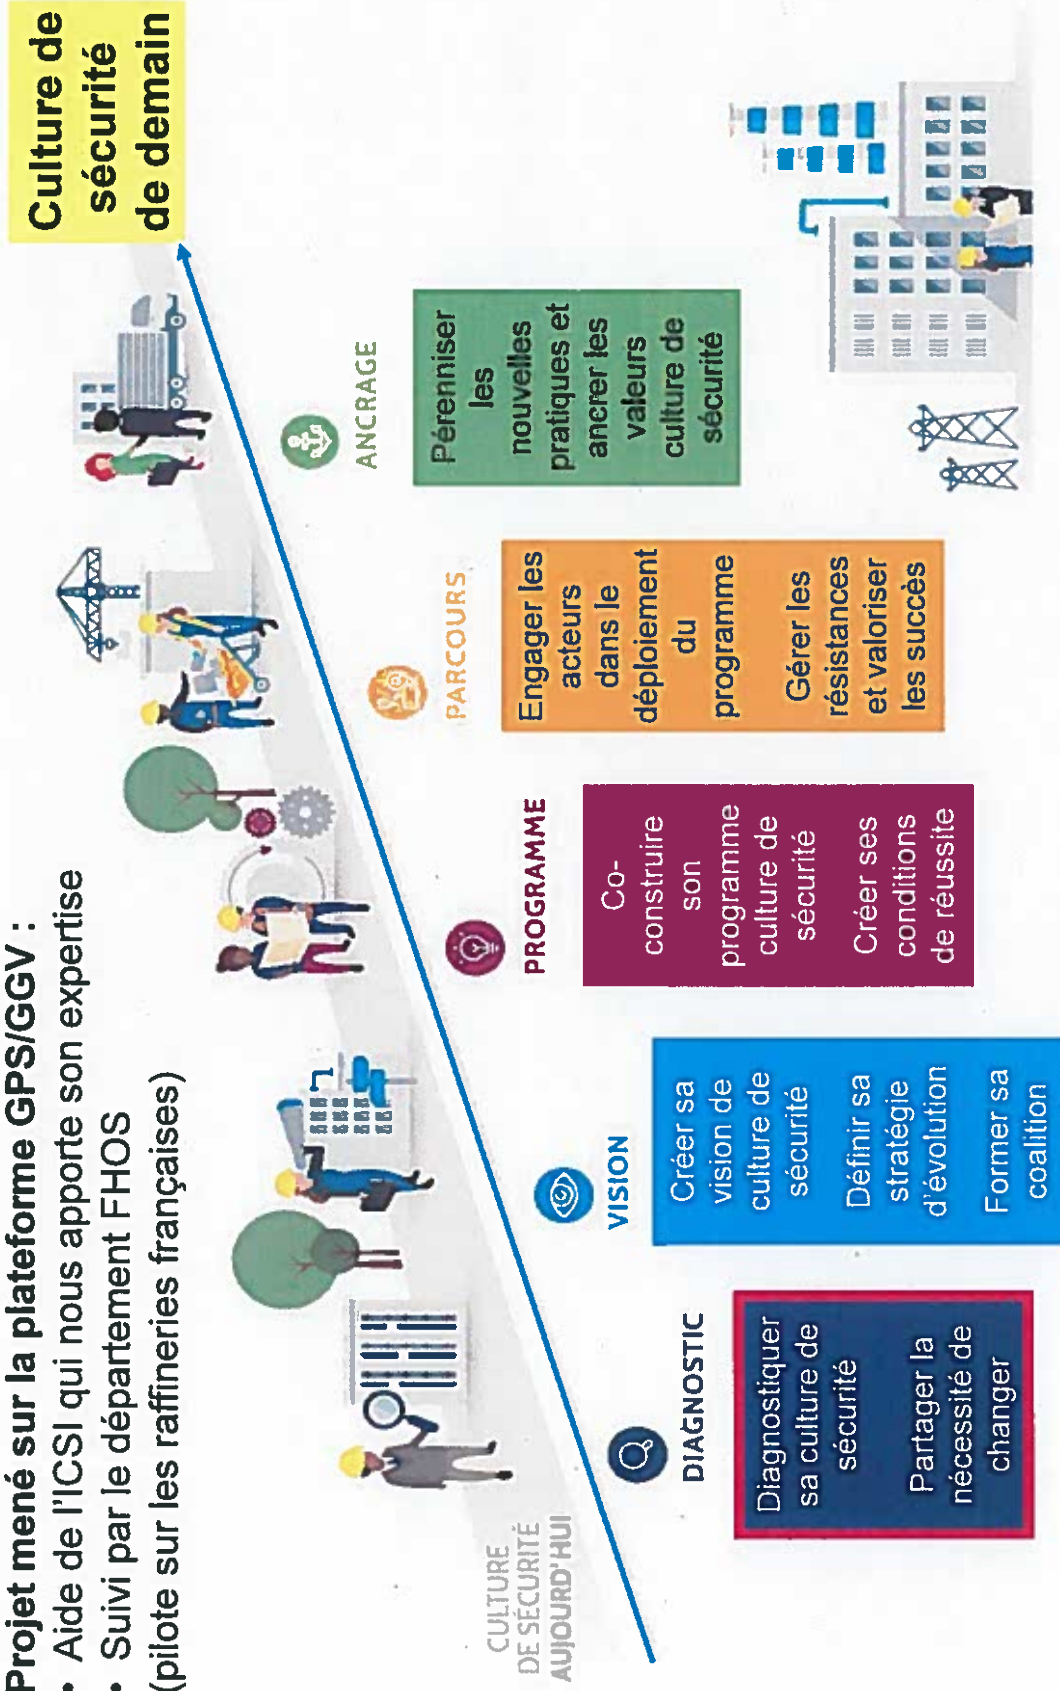 Projet mené sur la plateforme GPS/GGV :
• Aide de l'ICSI qui nous apporte son expertise
• Suivi par le département FHOS
(pilote sur les raffineries françaises)
Culture de
sécurité
de demain
CULTURE
DE SÉCURITÉ
AUJOURD'HUI
DIAGNOSTIC
Diagnostiquer
sa culture de
sécurité
Partager la
nécessité de
changer
VISION
Créer sa
vision de
culture de
sécurité
Définir sa
stratégie
d'évolution
Former sa
coalition
PROGRAMME
Co-
construire
son
programme
culture de
sécurité
Créer ses
conditions
de réussite
PARCOURS
Engager les
acteurs
dans le
déploiement
du
programme
Gérer les
résistances
et valoriser
les succès
ANCRAGE
Pérenniser
les
nouvelles
pratiques et
ancrer les
valeurs
culture de
sécurité